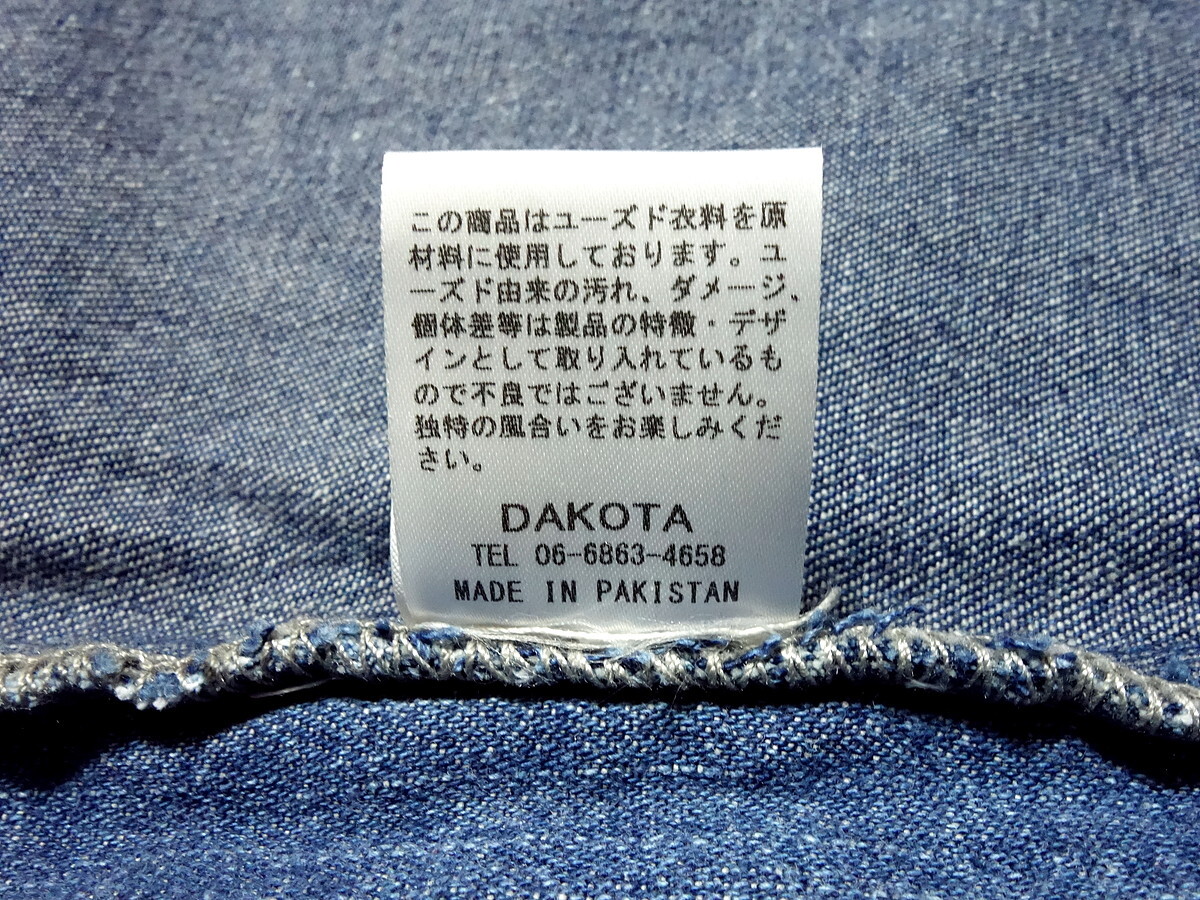 この商品はユーズド衣料を原
材料に使用しております。ユ
ーズド由来の汚れ、ダメージ、
個体差等は製品の特徴・デザ
インとして取り入れているも
ので不良ではございません。
独特の風合いをお楽しみくだ
さい。
DAKOTA
TEL 06-6863-4658
MADE IN PAKISTAN